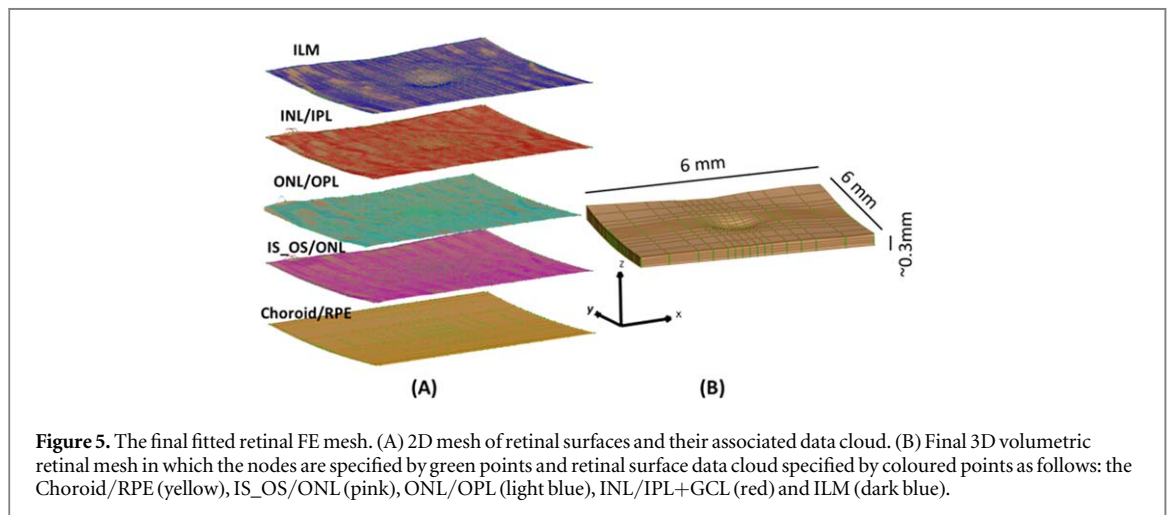 ILM
INL/IPL
ONL/OPL
IS_OS/ONL
Choroid/RPE
(A)
6 mm
6 mm
~0.3mm
z
y
x
(B)
Figure 5. The final fitted retinal FE mesh. (A) 2D mesh of retinal surfaces and their associated data cloud. (B) Final 3D volumetric
retinal mesh in which the nodes are specified by green points and retinal surface data cloud specified by coloured points as follows: the
Choroid/RPE (yellow), IS_OS/ONL (pink), ONL/OPL (light blue), INL/IPL+GCL (red) and ILM (dark blue).